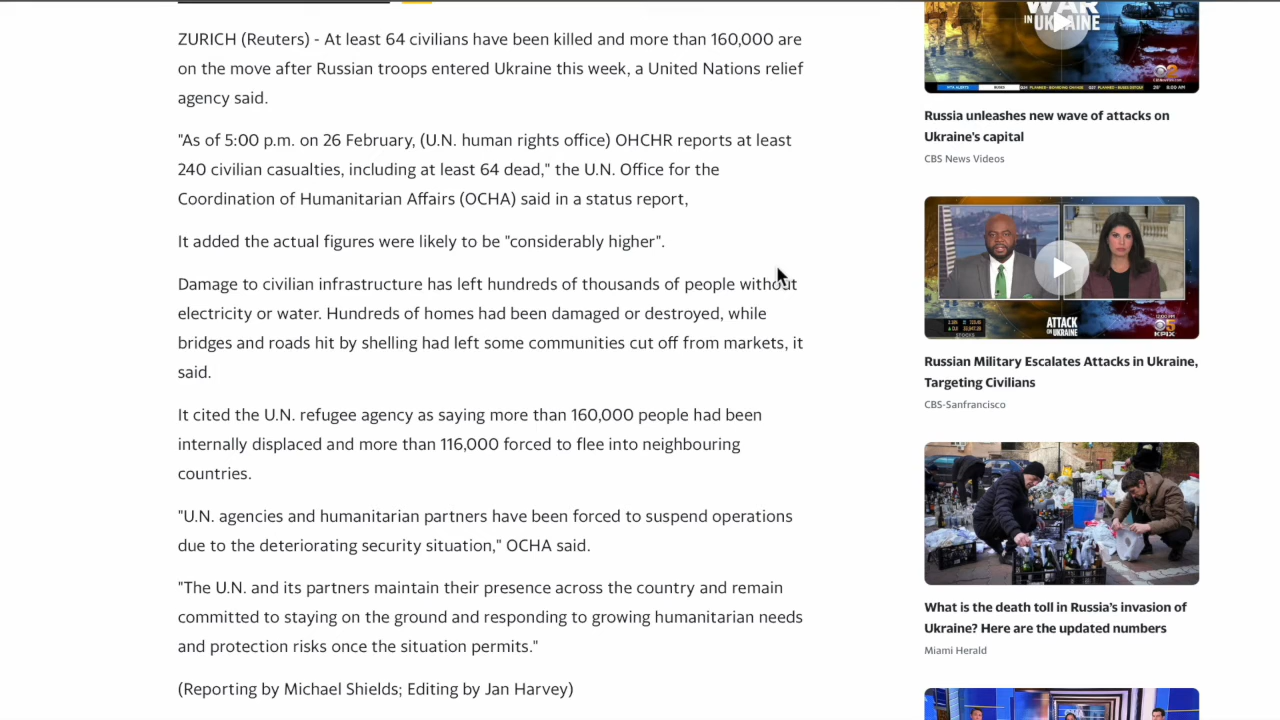 ZURICH (Reuters) - At least 64 civilians have been killed and more than 160,000 are
on the move after Russian troops entered Ukraine this week, a United Nations relief
agency said.
"As of 5:00 p.m. on 26 February, (U.N. human rights office) OHCHR reports at least
240 civilian casualties, including at least 64 dead," the U.N. Office for the
Coordination of Humanitarian Affairs (OCHA) said in a status report,
It added the actual figures were likely to be "considerably higher".
Damage to civilian infrastructure has left hundreds of thousands of people without
electricity or water. Hundreds of homes had been damaged or destroyed, while
bridges and roads hit by shelling had left some communities cut off from markets, it
said.
It cited the U.N. refugee agency as saying more than 160,000 people had been
internally displaced and more than 116,000 forced to flee into neighbouring
countries.
"U.N. agencies and humanitarian partners have been forced to suspend operations
due to the deteriorating security situation," OCHA said.
"The U.N. and its partners maintain their presence across the country and remain
committed to staying on the ground and responding to growing humanitarian needs
and protection risks once the situation permits."
(Reporting by Michael Shields; Editing by Jan Harvey)
WAR
IN UKRAINE
2
8:00 AM
Russia unleashes new wave of attacks on
Ukraine's capital
CBS News Videos
ATTACK
ON UKRAINE
5
KPIX
Russian Military Escalates Attacks in Ukraine,
Targeting Civilians
CBS-Sanfrancisco
What is the death toll in Russia’s invasion of
Ukraine? Here are the updated numbers
Miami Herald